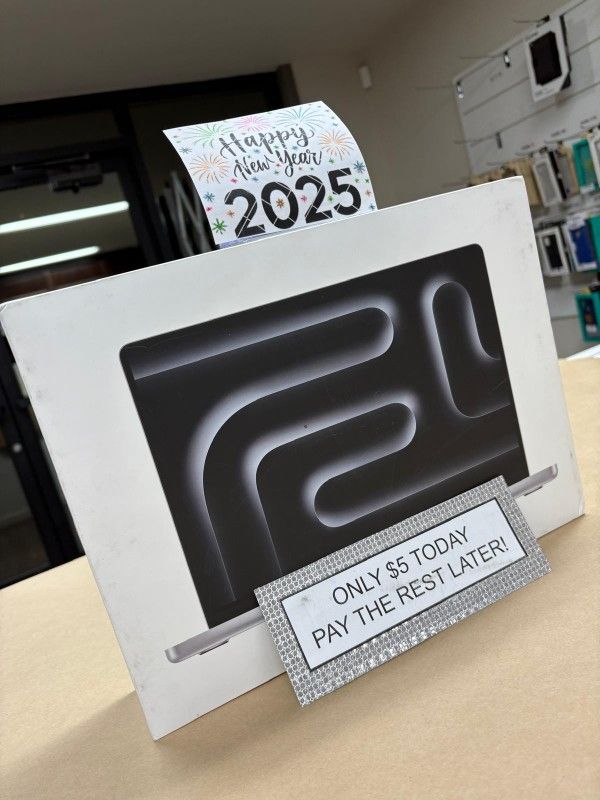 Happy
New Year
2025
ONLY $5 TODAY
PAY THE REST LATER!